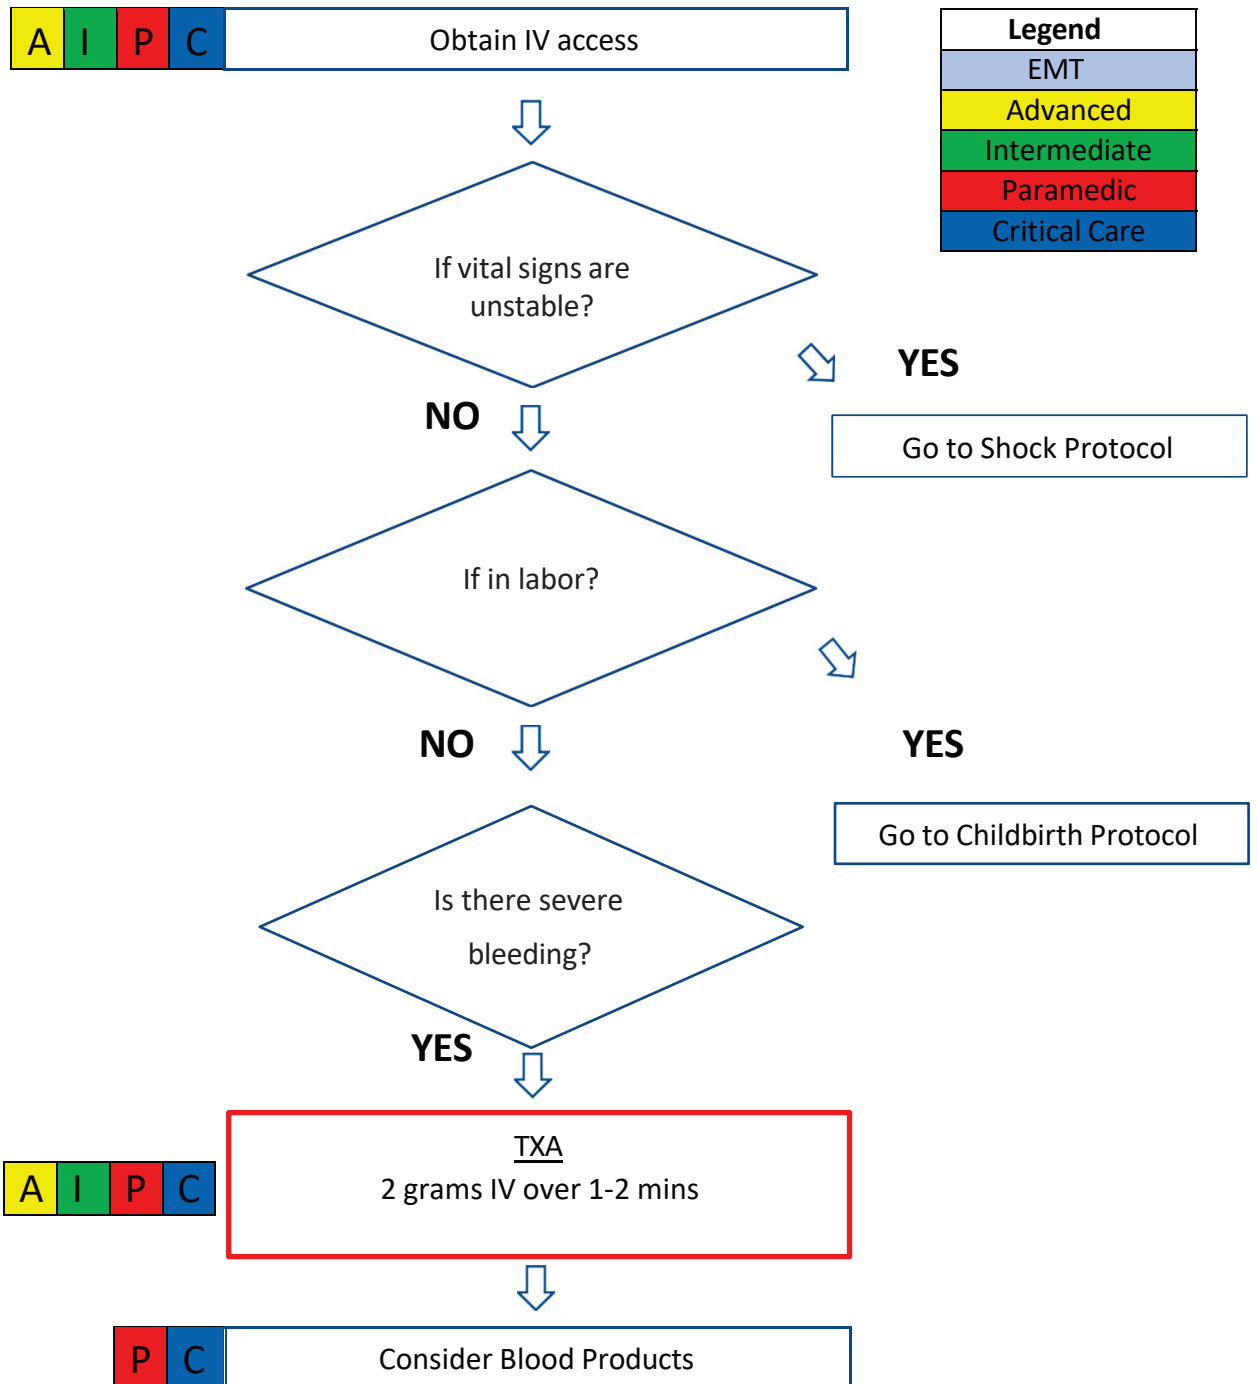 A I P C Obtain IV access
Legend
EMT
Advanced
Intermediate
Paramedic
Critical Care
If vital signs are
unstable?
YES
NO
Go to Shock Protocol
If in labor?
NO
YES
Go to Childbirth Protocol
Is there severe
bleeding?
YES
TXA
A I P C
2 grams IV over 1-2 mins
P C Consider Blood Products